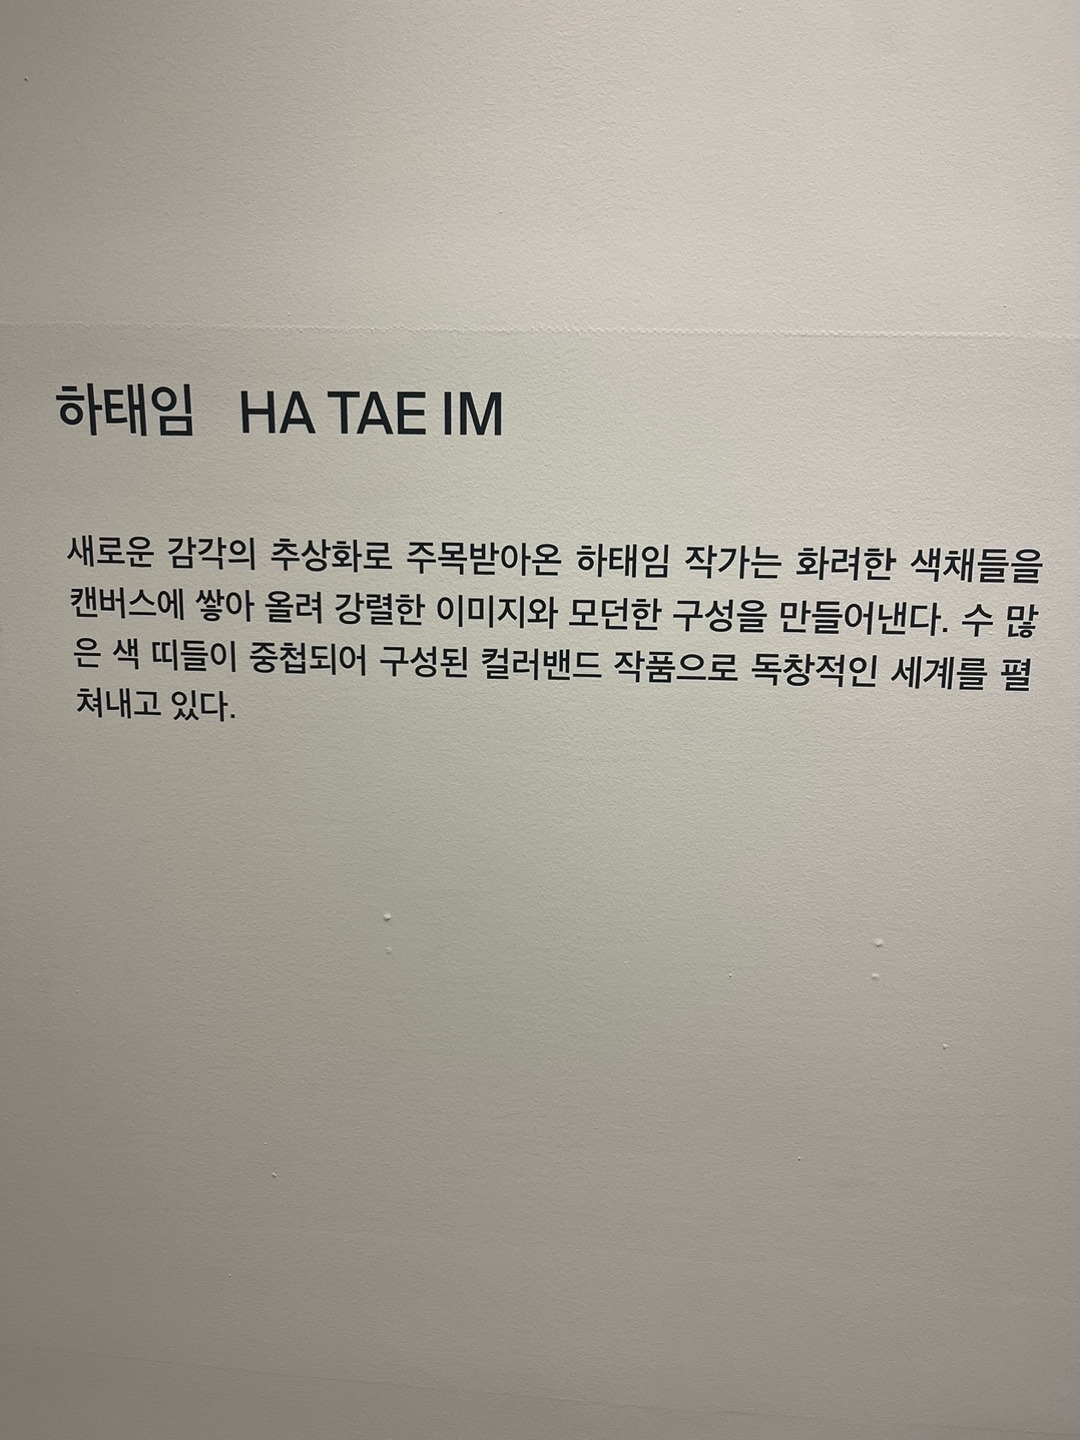 하태임 HA TAE IM
새로운 감각의 추상화로 주목받아온 하태임 작가는 화려한 색채들을
캔버스에 쌓아 올려 강렬한 이미지와 모던한 구성을 만들어낸다. 수 많
은 색 띠들이 중첩되어 구성된 컬러밴드 작품으로 독창적인 세계를 펼
쳐내고 있다.